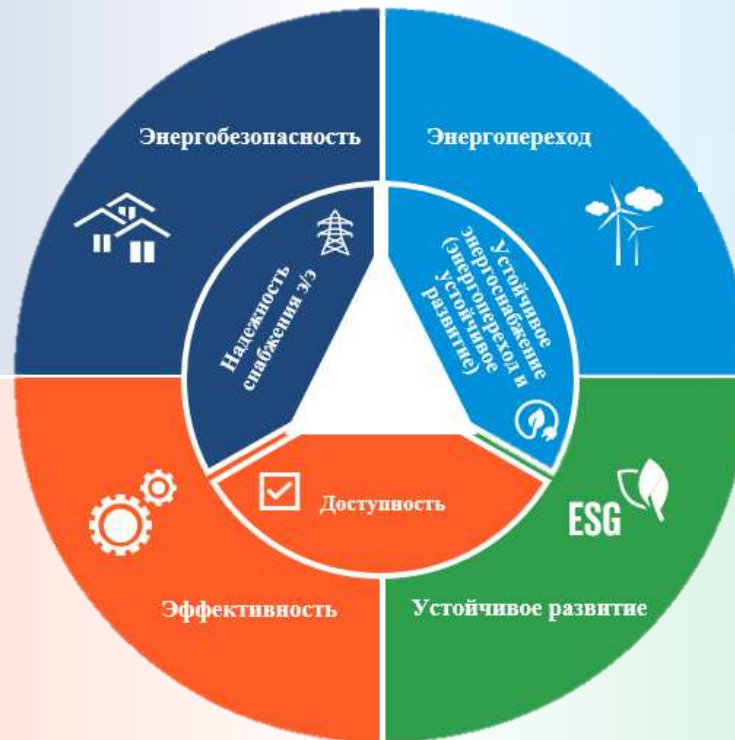 Энергобезопасность
Энергопереход
Надежность
снабжения э/э
Устойчивое
энергоснабжение
(энергопереход и
устойчивое
развитие)
Доступность
ESG
Эффективность
Устойчивое развитие